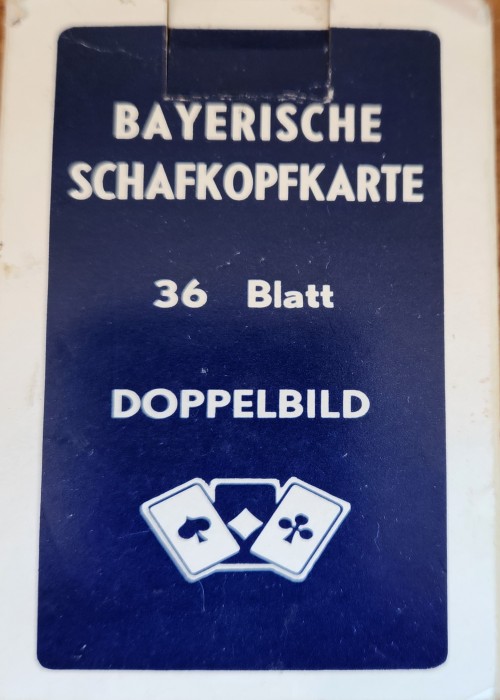 BAYERISCHE
SCHAFKOPFKARTE
36 Blatt
DOPPELBILD